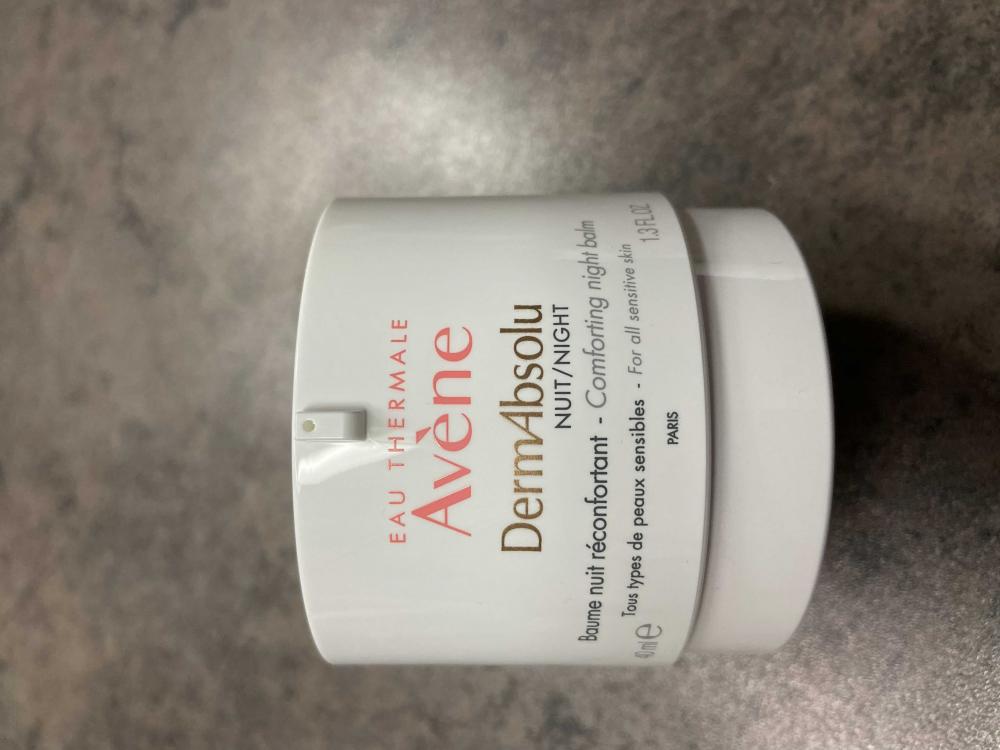 EAU THERMALE
Avène
DermAbsolu
NUIT/NIGHT
Baume nuit réconfortant - Comforting night balm
Tous types de peaux sensibles - For all sensitive skin
40 ml e 1.3 FL.OZ
PARIS